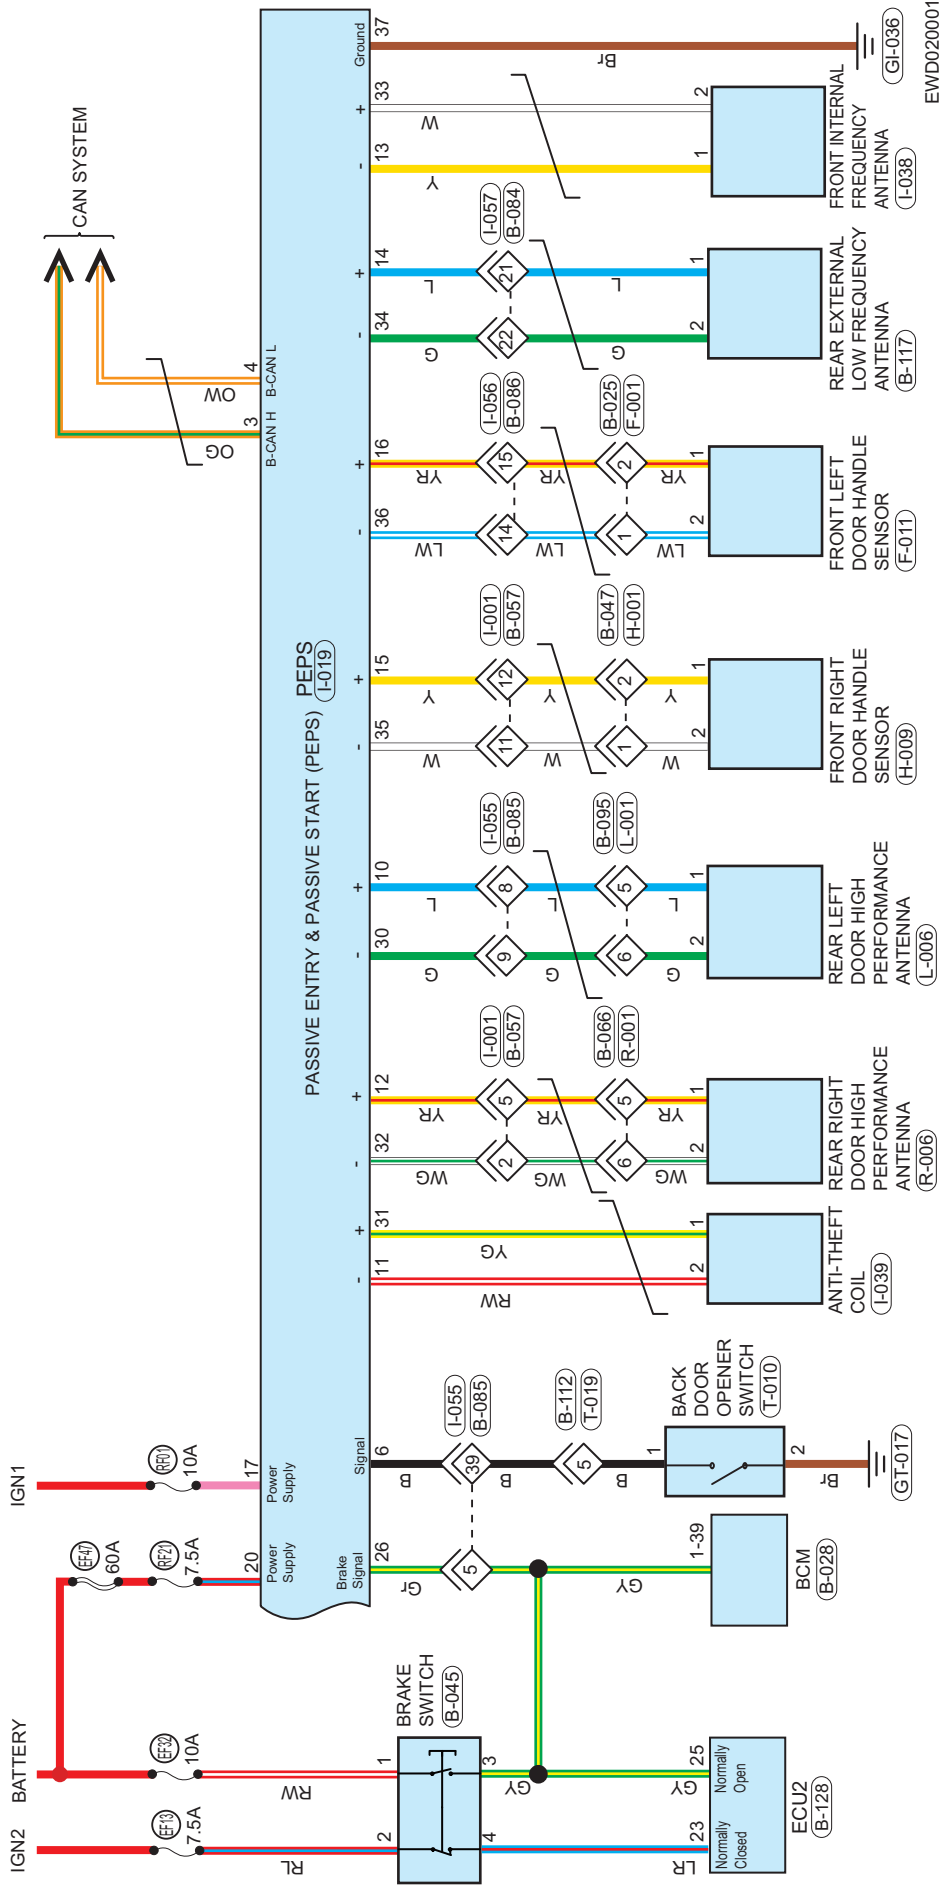 IGN2
BATTERY
IGN1
CAN SYSTEM
EF13
7.5A
EF32
10A
EF47
60A
RF21
7.5A
RF01
10A
RL
RW
OG
OW
20
17
3
4
Power
Supply
Power
Supply
B-CAN H
B-CAN L
PASSIVE ENTRY & PASSIVE START (PEPS)
PEPS
I-019
Brake
Signal
Signal
-
+
-
+
-
+
-
+
-
+
-
+
-
+
Ground
26
6
11
31
32
12
30
10
35
15
36
16
34
14
13
33
37
2
1
BRAKE
SWITCH
B-045
4
3
Gr
B
RW
YG
WG
YR
G
L
W
Y
LW
YR
G
L
Y
W
Br
5
39
I-055
B-085
2
5
I-001
B-057
9
8
I-055
B-085
11
12
I-001
B-057
14
15
I-056
B-086
22
21
I-057
B-084
GY
B
WG
YR
G
L
W
Y
LW
YR
G
L
5
B-112
T-019
6
5
B-066
R-001
6
5
B-095
L-001
1
2
B-047
H-001
1
2
B-025
F-001
LR
GY
GY
B
WG
YR
G
L
W
Y
LW
YR
23
25
1-39
1
2
1
2
1
2
1
2
1
2
1
2
1
1
2
Normally
Closed
Normally
Open
ECU2
B-128
BCM
B-028
BACK
DOOR
OPENER
SWITCH
T-010
2
Br
GT-017
ANTI-THEFT
COIL
I-039
REAR RIGHT
DOOR HIGH
PERFORMANCE
ANTENNA
R-006
REAR LEFT
DOOR HIGH
PERFORMANCE
ANTENNA
L-006
FRONT RIGHT
DOOR HANDLE
SENSOR
H-009
FRONT LEFT
DOOR HANDLE
SENSOR
F-011
REAR EXTERNAL
LOW FREQUENCY
ANTENNA
B-117
FRONT INTERNAL
FREQUENCY
ANTENNA
I-038
GI-036
EWD020001